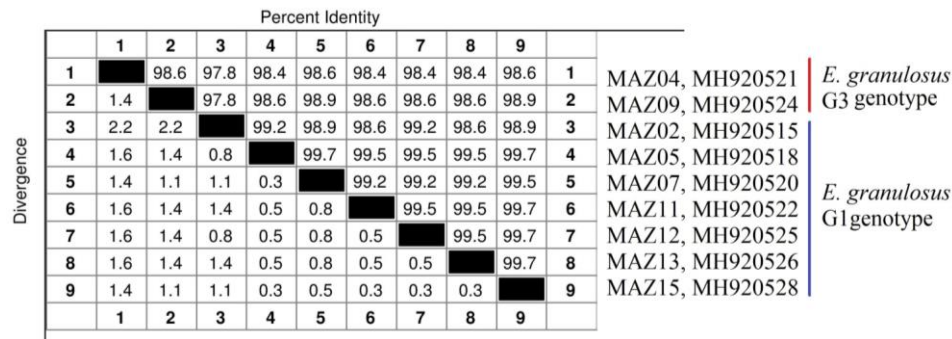 Percent Identity
1 2 3 4 5 6 7 8 9
1 98.6 97.8 98.4 98.6 98.4 98.4 98.4 98.6 1 MAZ04, MH920521
2 1.4 97.8 98.6 98.9 98.6 98.6 98.6 98.9 2 MAZ09, MH920524
3 2.2 2.2 99.2 98.9 98.6 99.2 98.6 98.9 3 MAZ02, MH920515
4 1.6 1.4 0.8 99.7 99.5 99.5 99.5 99.7 4 MAZ05, MH920518
5 1.4 1.1 1.1 0.3 99.2 99.2 99.2 99.5 5 MAZ07, MH920520
6 1.6 1.4 1.4 0.5 0.8 99.5 99.5 99.7 6 MAZ11, MH920522
7 1.6 1.4 0.8 0.5 0.8 0.5 99.5 99.7 7 MAZ12, MH920525
8 1.6 1.4 1.4 0.5 0.8 0.5 0.5 99.7 8 MAZ13, MH920526
9 1.4 1.1 1.1 0.3 0.5 0.3 0.3 0.3 9 MAZ15, MH920528
1 2 3 4 5 6 7 8 9
Divergence
E. granulosus
G3 genotype
E. granulosus
G1genotype